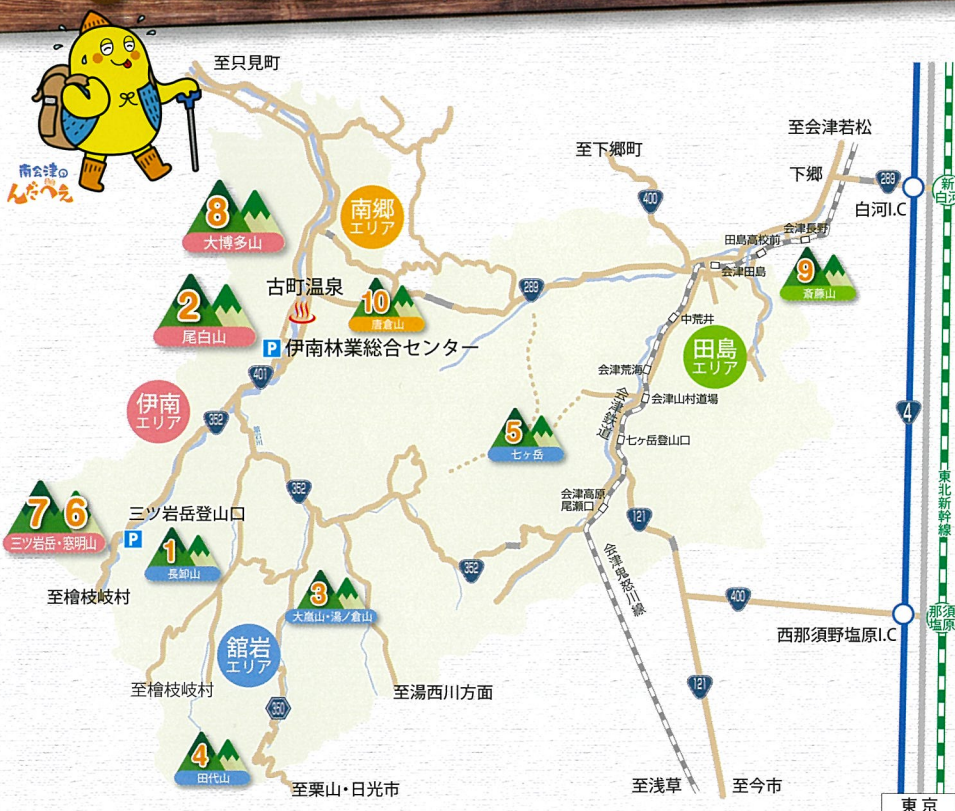 南会津の
んだべぇ
至只見町
至会津若松
至下郷町
下郷
289
新白河
400
白河I.C
8
大博多山
南郷
エリア
会津長野
田島高校前
会津田島
9
斎藤山
古町温泉
289
2
尾白山
10
唐倉山
中荒井
P 伊南林業総合センター
田島
エリア
401
会津荒海
伊南
エリア
会津山村道場
4
352
会津鉄道
5
七ヶ岳
七ヶ岳登山口
東北新幹線
352
会津高原
尾瀬口
7 6
三ツ岩岳・窓明山
三ツ岩岳登山口
P
121
1
長卸山
会津鬼怒川線
352
3
大嵐山・湯ノ倉山
至檜枝岐村
400
那須塩原
西那須野塩原I.C
舘岩
エリア
至檜枝岐村
至湯西川方面
121
350
4
田代山
至栗山・日光市
至浅草
至今市
東京